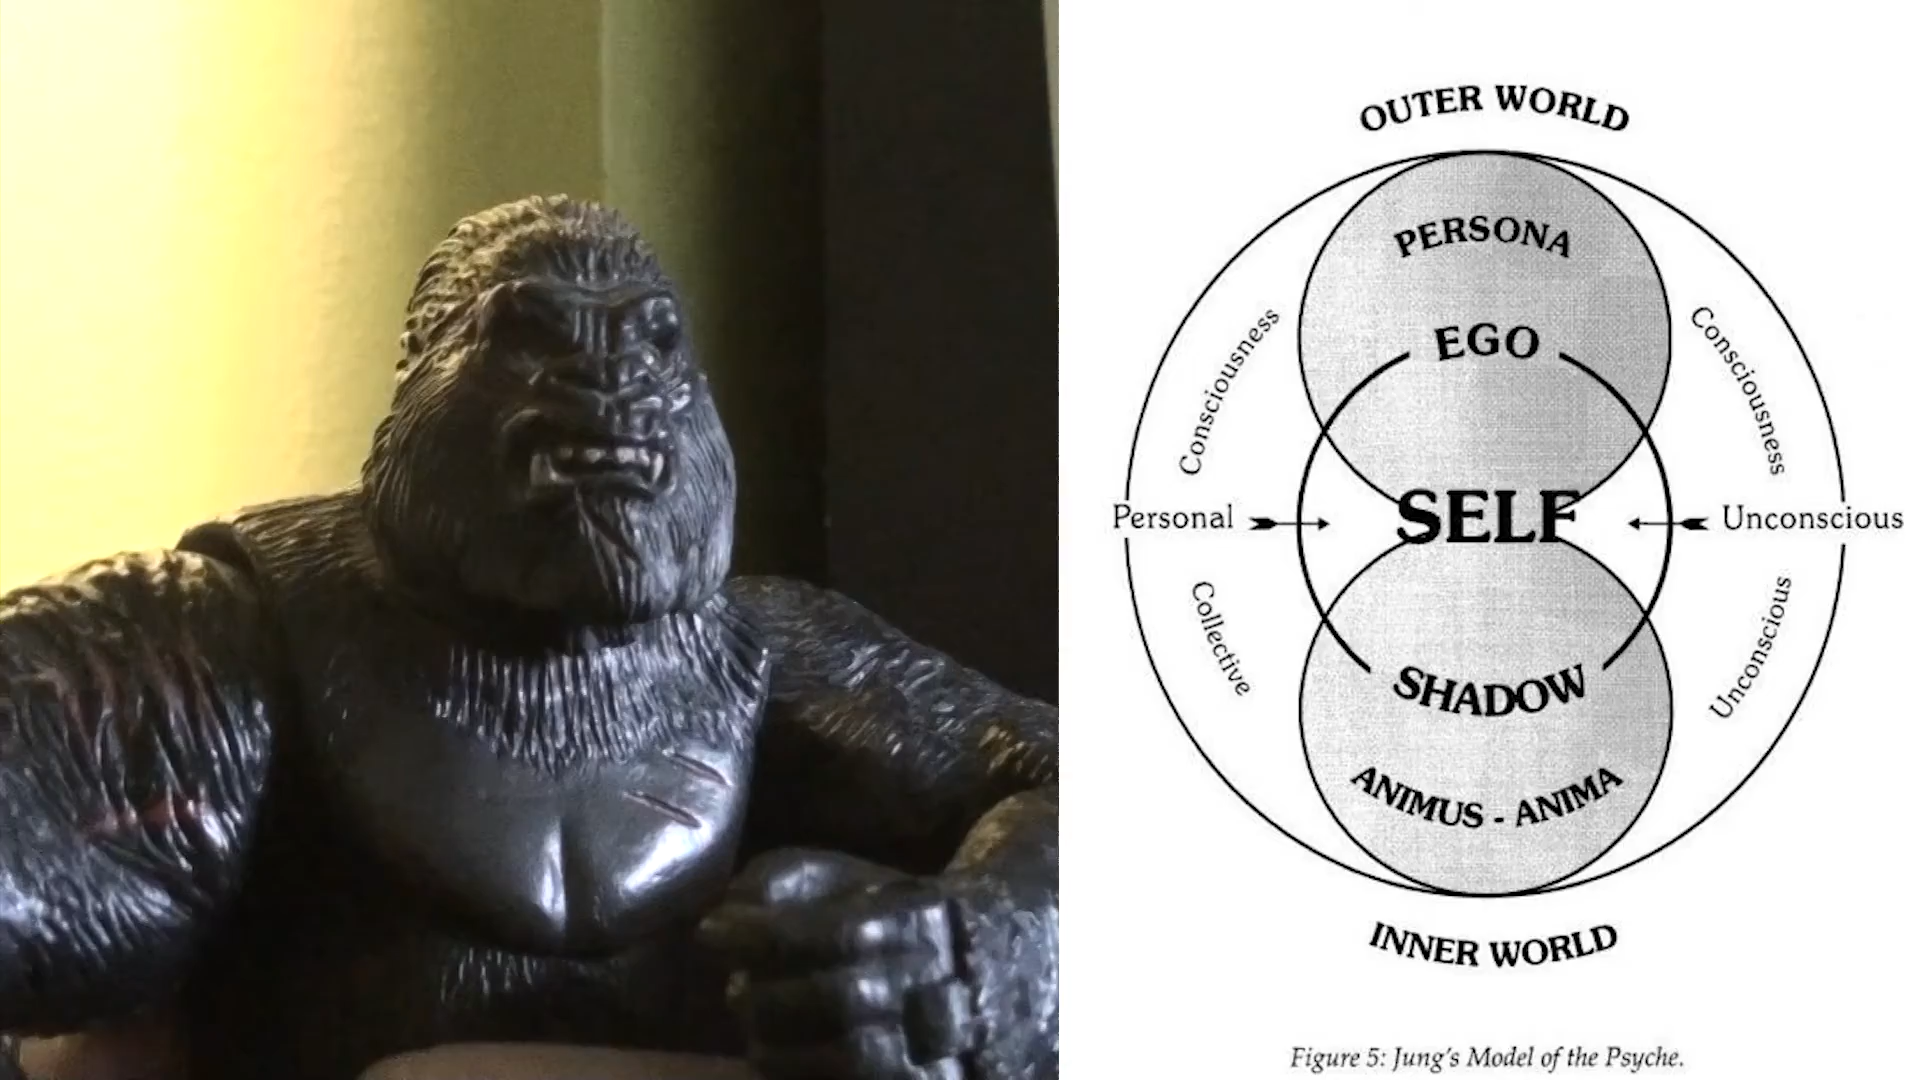 OUTER WORLD
PERSONA
EGO
Consciousness
Consciousness
Personal
SELF
Unconscious
Collective
Unconscious
SHADOW
ANIMUS - ANIMA
INNER WORLD
Figure 5: Jung's Model of the Psyche.